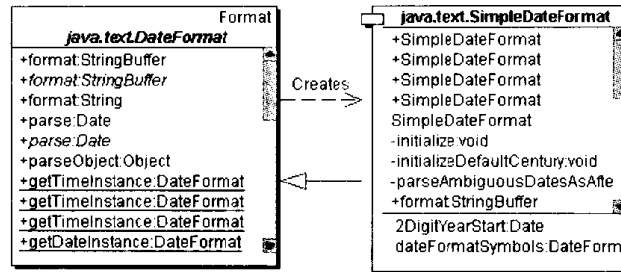 Format
java.text.DateFormat
+format:StringBuffer
+format:StringBuffer
+format:String
+parse:Date
+parse:Date
+parseObject:Object
+getTimeInstance:DateFormat
+getTimeInstance:DateFormat
+getTimeInstance:DateFormat
+getDateInstance:DateFormat
Creates
java.text.SimpleDateFormat
+SimpleDateFormat
+SimpleDateFormat
+SimpleDateFormat
+SimpleDateFormat
SimpleDateFormat
-initialize:void
-initializeDefaultCentury:void
-parseAmbiguousDatesAsAfte
+format:StringBuffer
2DigitYearStart:Date
dateFormatSymbols:DateForm